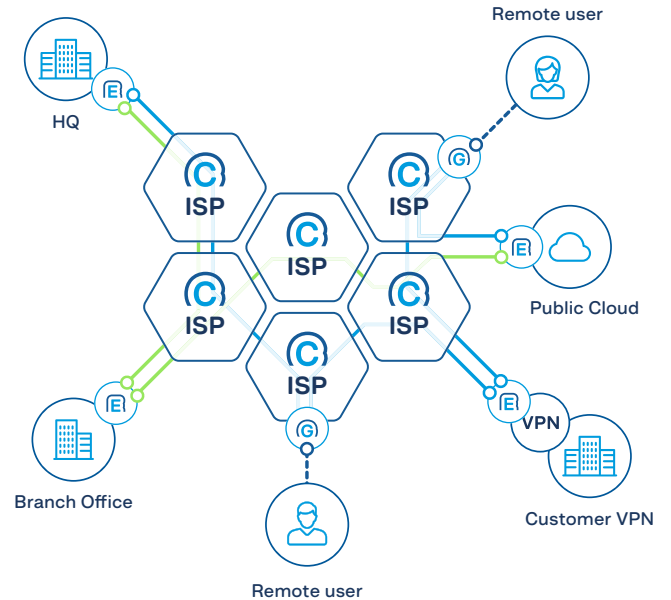 Remote user
E
HQ
G
C
ISP
C
ISP
C
ISP
E
Public Cloud
C
ISP
C
ISP
C
ISP
E
E
VPN
G
Branch Office
Customer VPN
Remote user